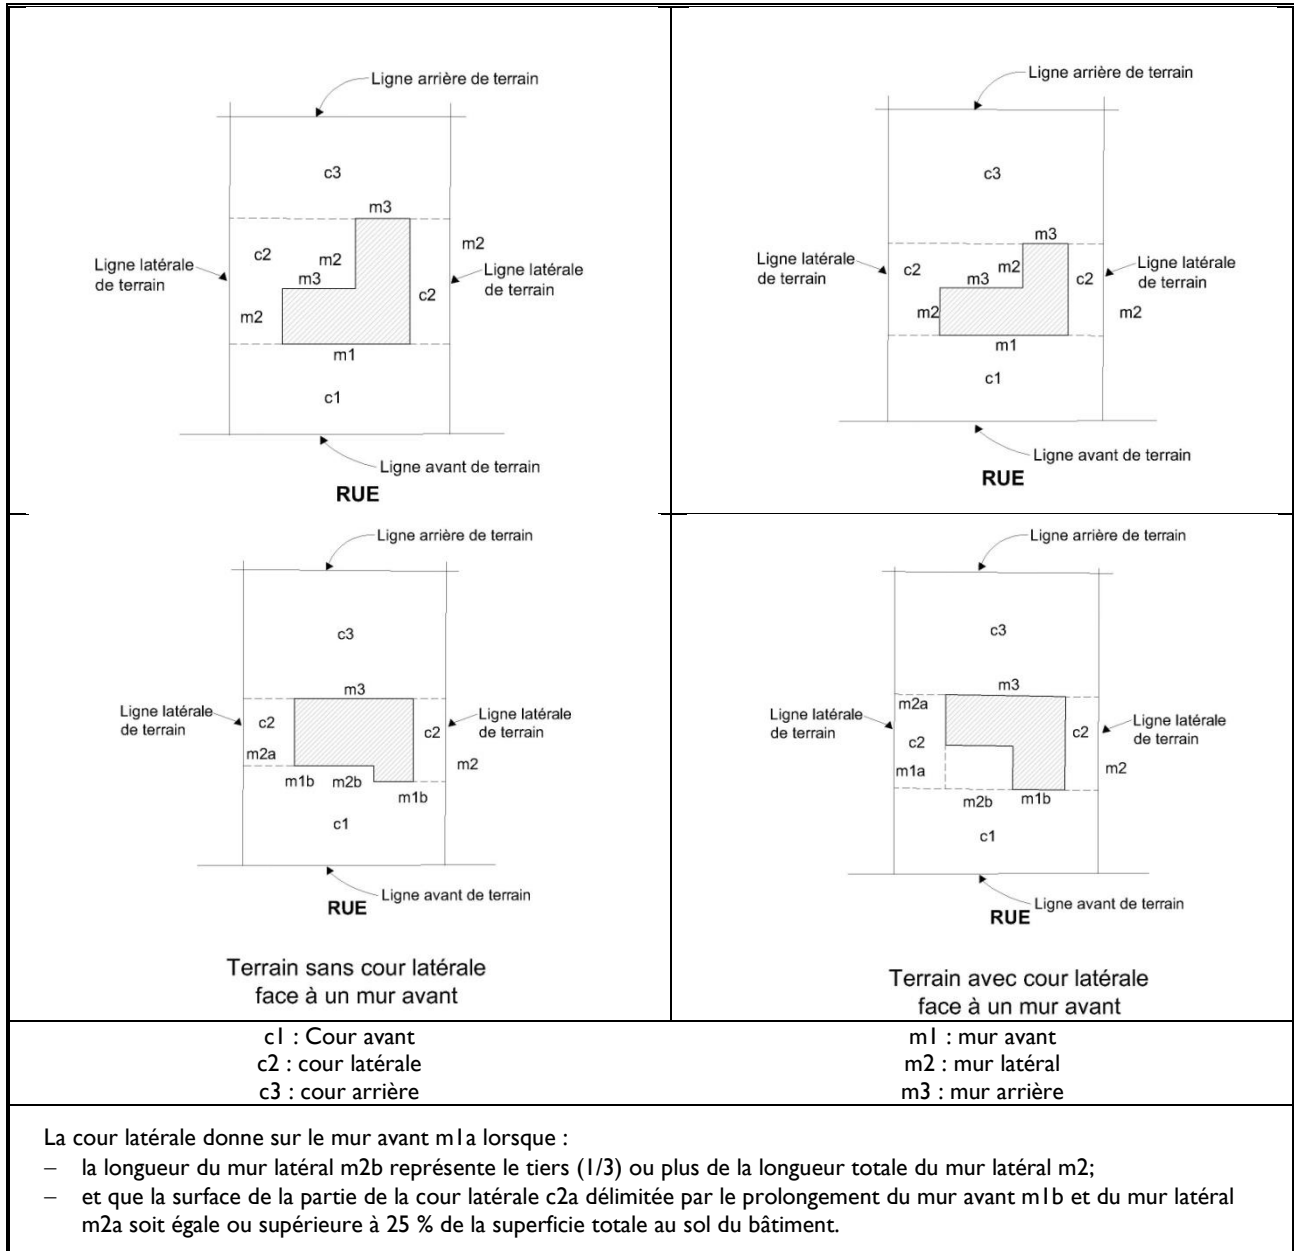 Ligne arrière de terrain
c3
m3
m2
c2
m2
m3
Ligne latérale
de terrain
Ligne latérale
de terrain
c2
m2
m1
c1
Ligne avant de terrain
RUE
Ligne arrière de terrain
c3
m3
Ligne latérale
de terrain
c2
m2
m3
c2
Ligne latérale
de terrain
m2
m2
m1
c1
Ligne avant de terrain
RUE
Ligne arrière de terrain
c3
m3
Ligne latérale
de terrain
c2
c2
Ligne latérale
de terrain
m2a
m2
m1b
m2b
m1b
c1
Ligne avant de terrain
RUE
Terrain sans cour latérale
face à un mur avant
Ligne arrière de terrain
c3
m3
m2a
Ligne latérale
de terrain
c2
c2
Ligne latérale
de terrain
m1a
m2
m2b
m1b
c1
Ligne avant de terrain
RUE
Terrain avec cour latérale
face à un mur avant
c1 : Cour avant
c2 : cour latérale
c3 : cour arrière
m1 : mur avant
m2 : mur latéral
m3 : mur arrière
La cour latérale donne sur le mur avant m1a lorsque :
– la longueur du mur latéral m2b représente le tiers (1/3) ou plus de la longueur totale du mur latéral m2;
– et que la surface de la partie de la cour latérale c2a délimitée par le prolongement du mur avant m1b et du mur latéral
m2a soit égale ou supérieure à 25 % de la superficie totale au sol du bâtiment.